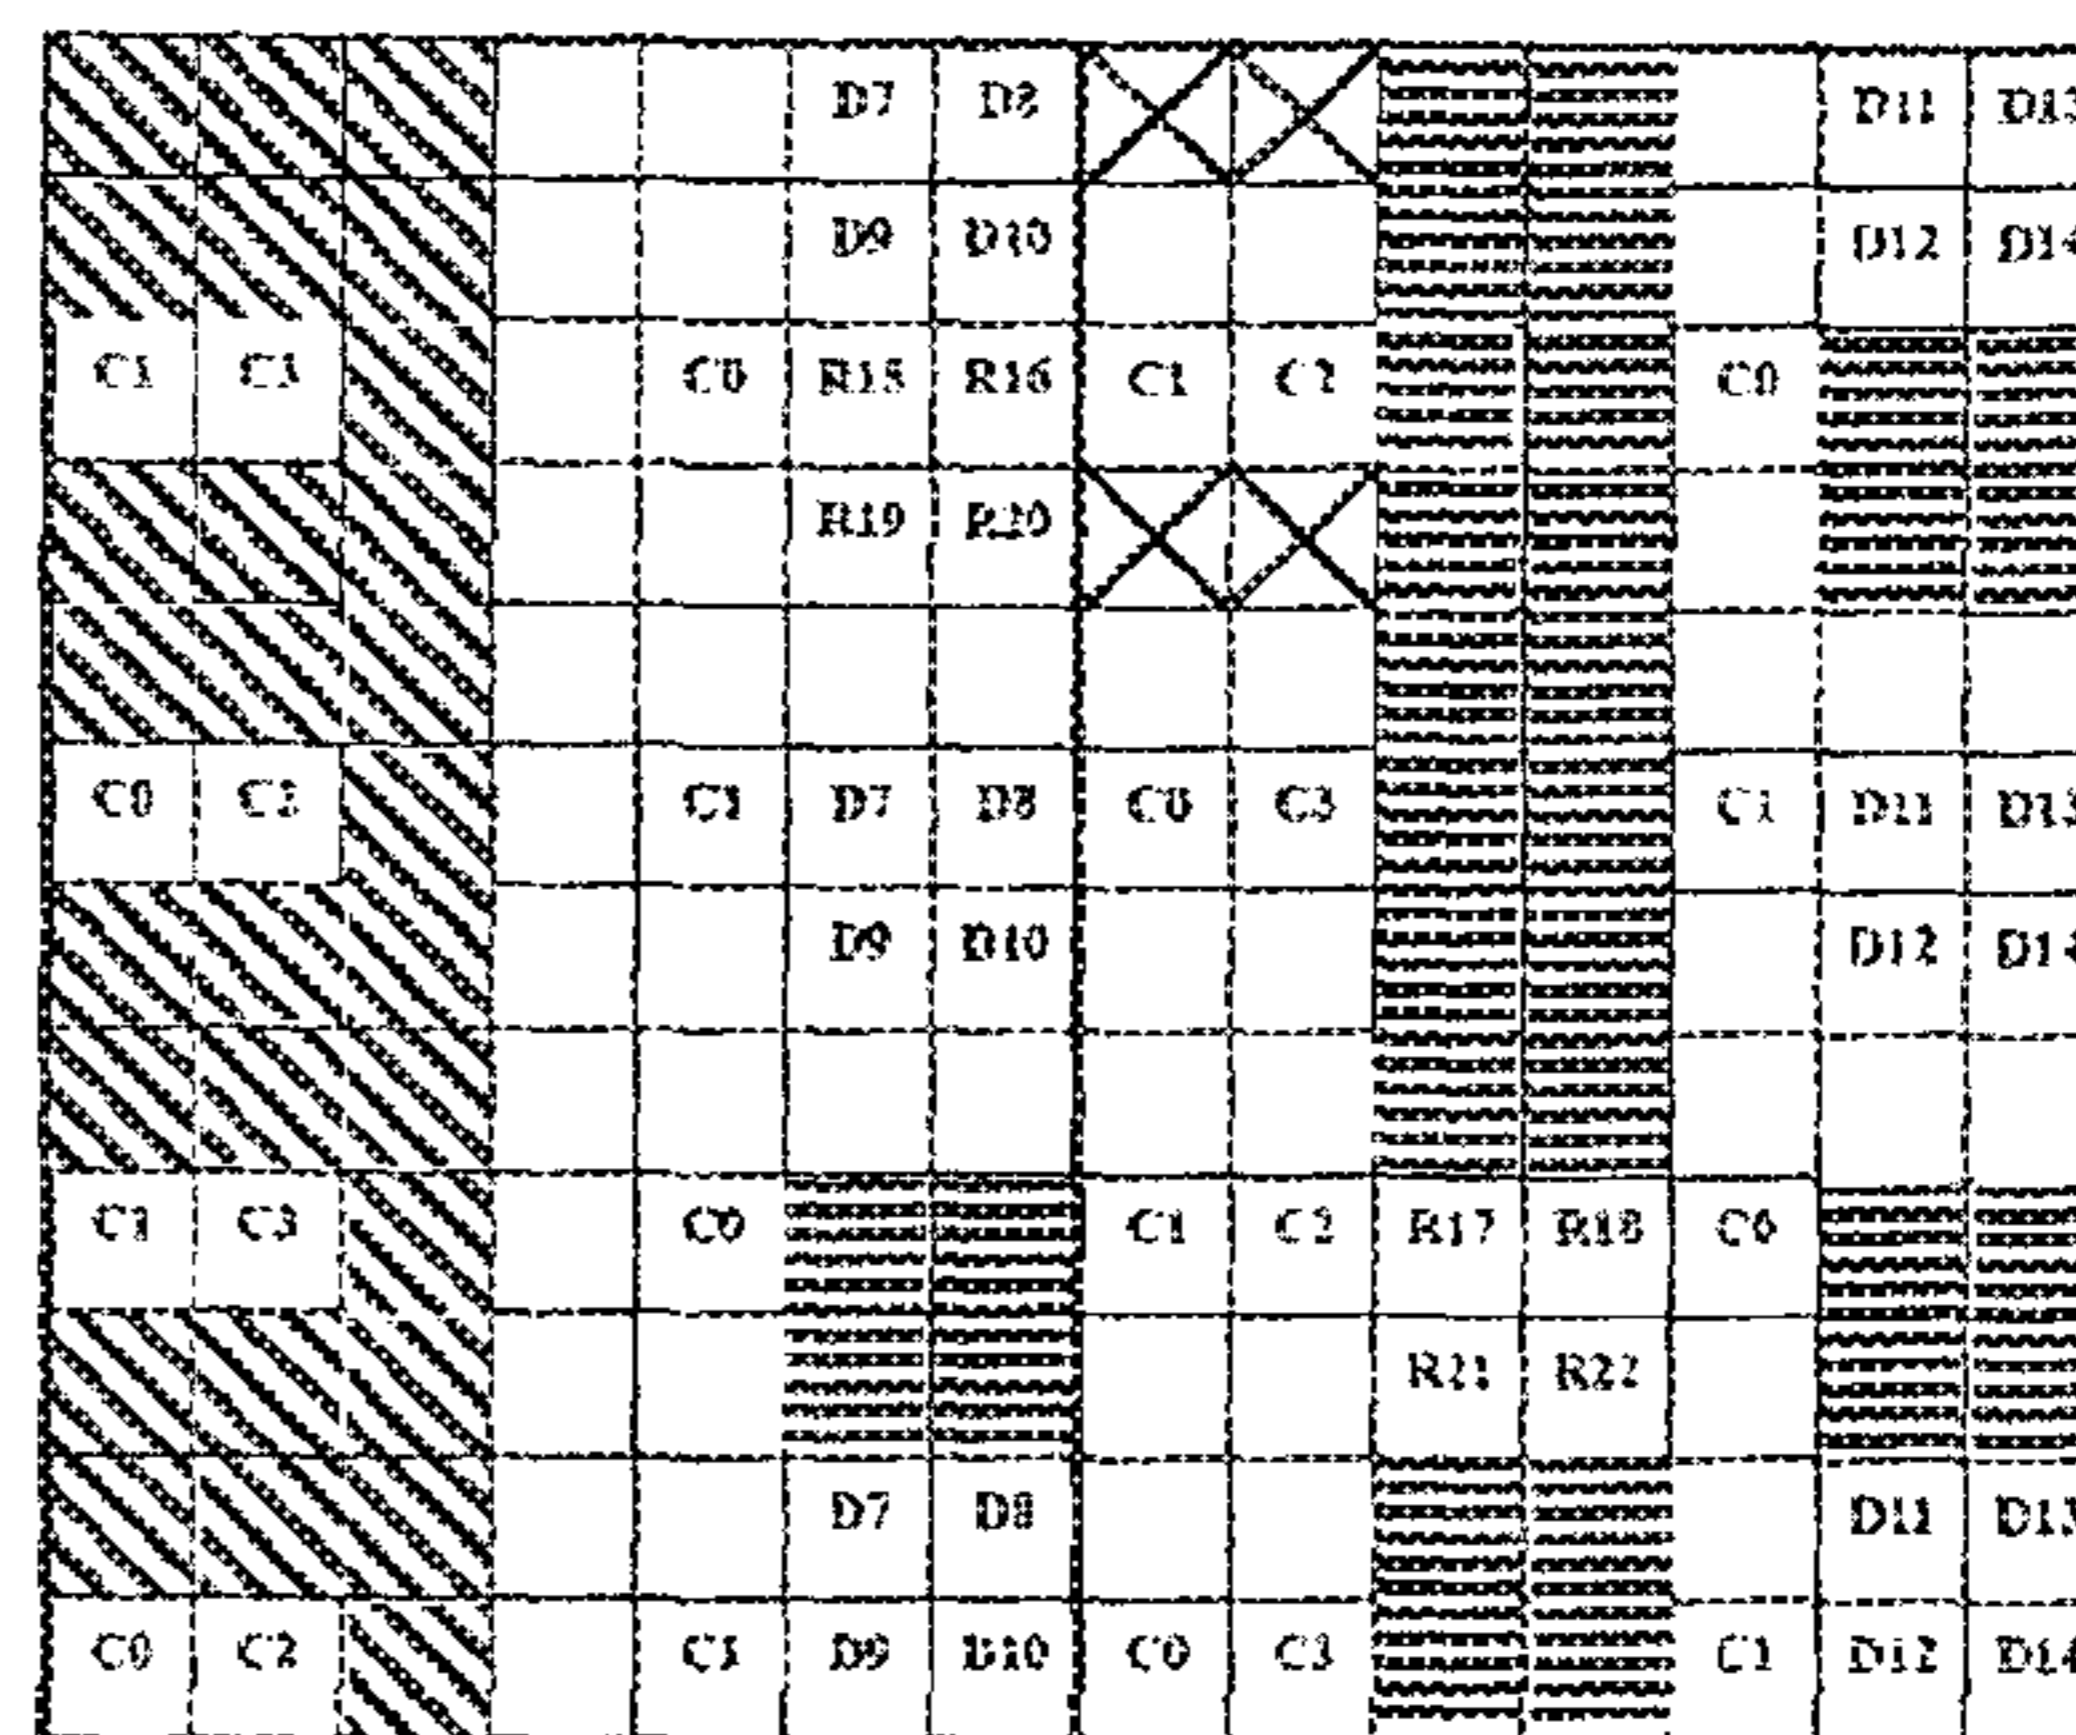 D7 D8 D11 D13
D9 D10 D12 D14
C1 C3 C0 R15 R16 C1 C2 C0
R19 R20
C0 C2 C1 D7 D8 C0 C3 C1 D11 D13
D9 D10 D12 D14
C1 C3 C0 C1 C2 R17 R18 C0
R21 R22
D7 D8 D11 D13
C0 C2 C1 D9 D10 C0 C3 C1 D12 D14